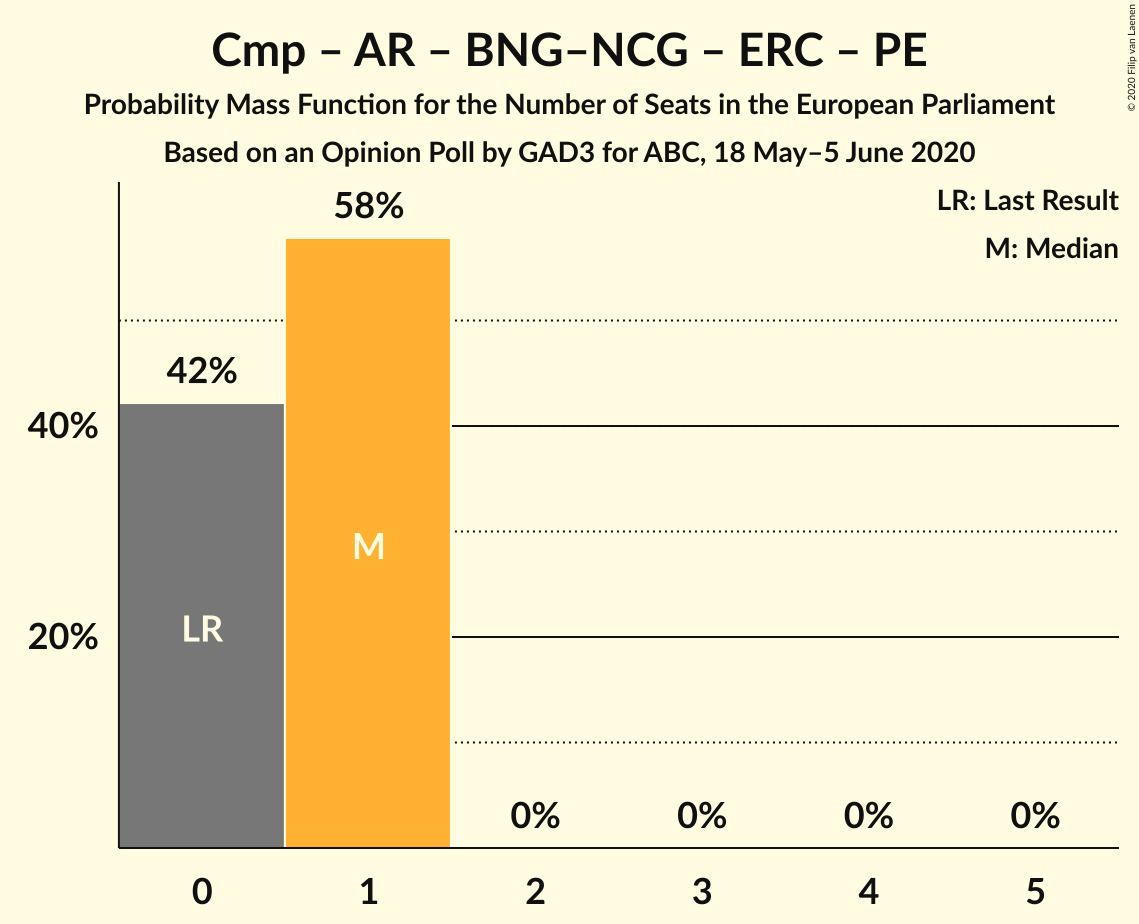 Cmp – AR – BNG–NCG – ERC – PE
Probability Mass Function for the Number of Seats in the European Parliament
Based on an Opinion Poll by GAD3 for ABC, 18 May–5 June 2020
© 2020 Filip van Laenen
LR: Last Result
M: Median
58%
42%
40%
M
LR
20%
0% 0% 0% 0%
0 1 2 3 4 5